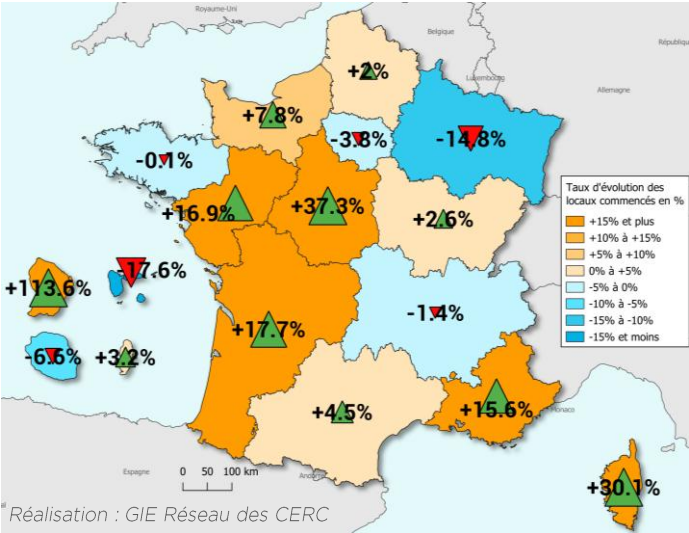 Royaume-Uni
Belgique
République
Luxembourg
Allemagne
+2%
+7.8%
-3.8%
-14.8%
-0.1%
+16.9%
+37.3%
+2.6%
Taux d'évolution des
locaux commencés en %
+15% et plus
+10% à +15%
+5% à +10%
0% à +5%
-5% à 0%
-10% à -5%
-15% à -10%
-15% et moins
-17.6%
+113.6%
-1.4%
+17.7%
-6.6%
+3.2%
+4.5%
+15.6%
Monaco
Espagne
0 50 100 km
+30.1%
Réalisation : GIE Réseau des CERC